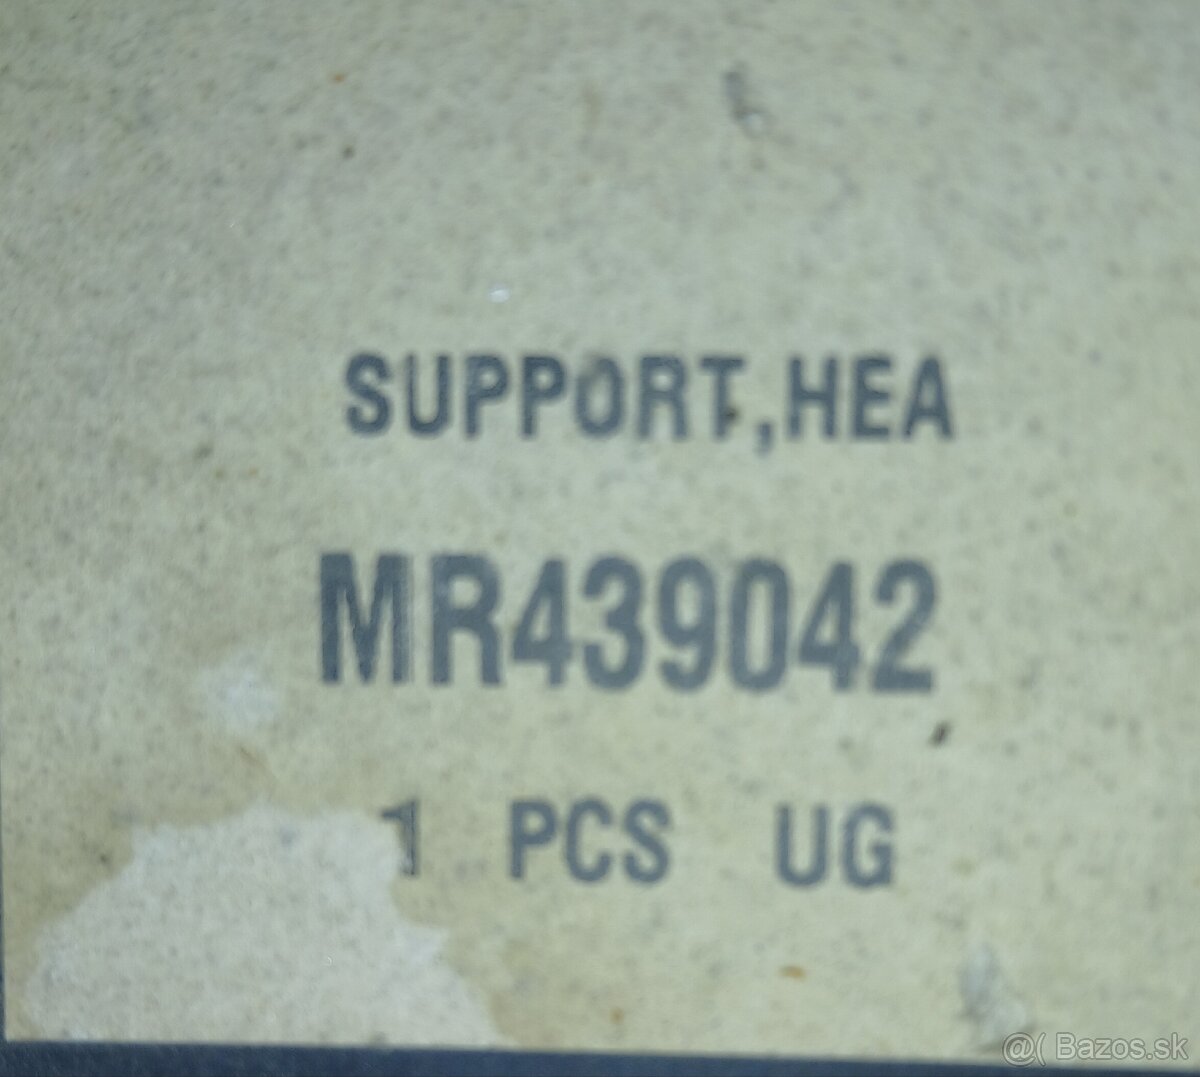 SUPPORT,HEA
MR439042
1 PCS UG
@( Bazos.sk